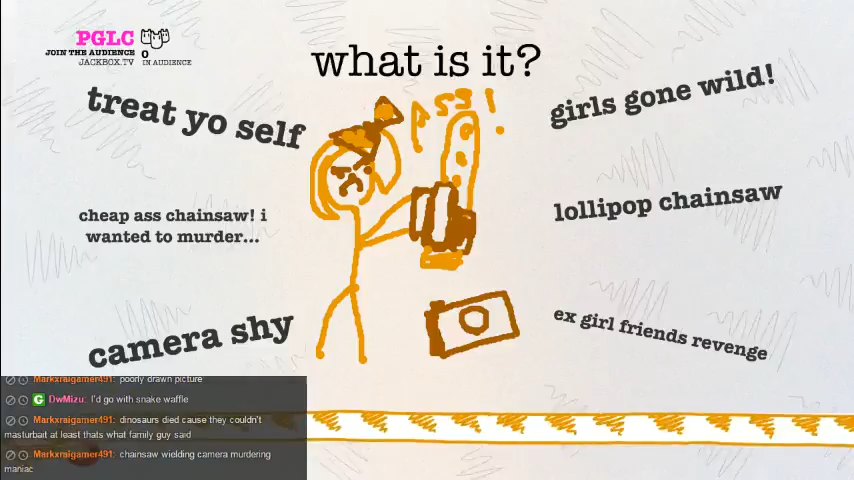 PGLC
JOIN THE AUDIENCE
JACKBOX.TV
0
IN AUDIENCE
what is it?
treat yo self
girls gone wild!
cheap ass chainsaw! i
wanted to murder...
lollipop chainsaw
camera shy
ex girl friends revenge
Markxraigamer491: poorly drawn picture
DwMizu: I'd go with snake waffle
Markxraigamer491: dinosaurs died cause they couldn't
masturbait at least thats what family guy said
Markxraigamer491: chainsaw wielding camera murdering
maniac